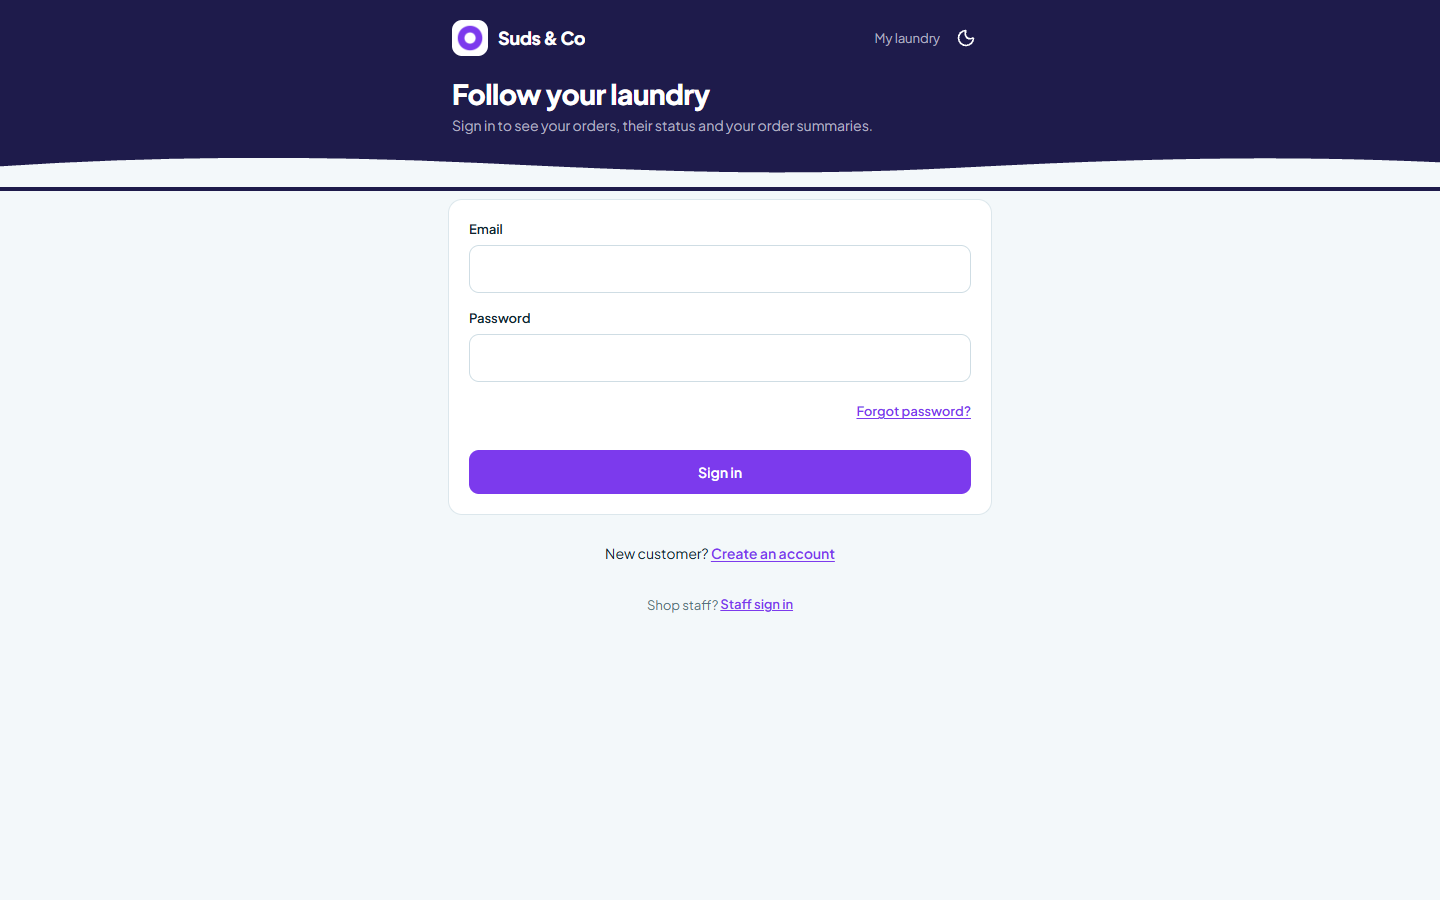 Suds & Co
My laundry
Follow your laundry
Sign in to see your orders, their status and your order summaries.
Email
Password
Forgot password?
Sign in
New customer? Create an account
Shop staff? Staff sign in